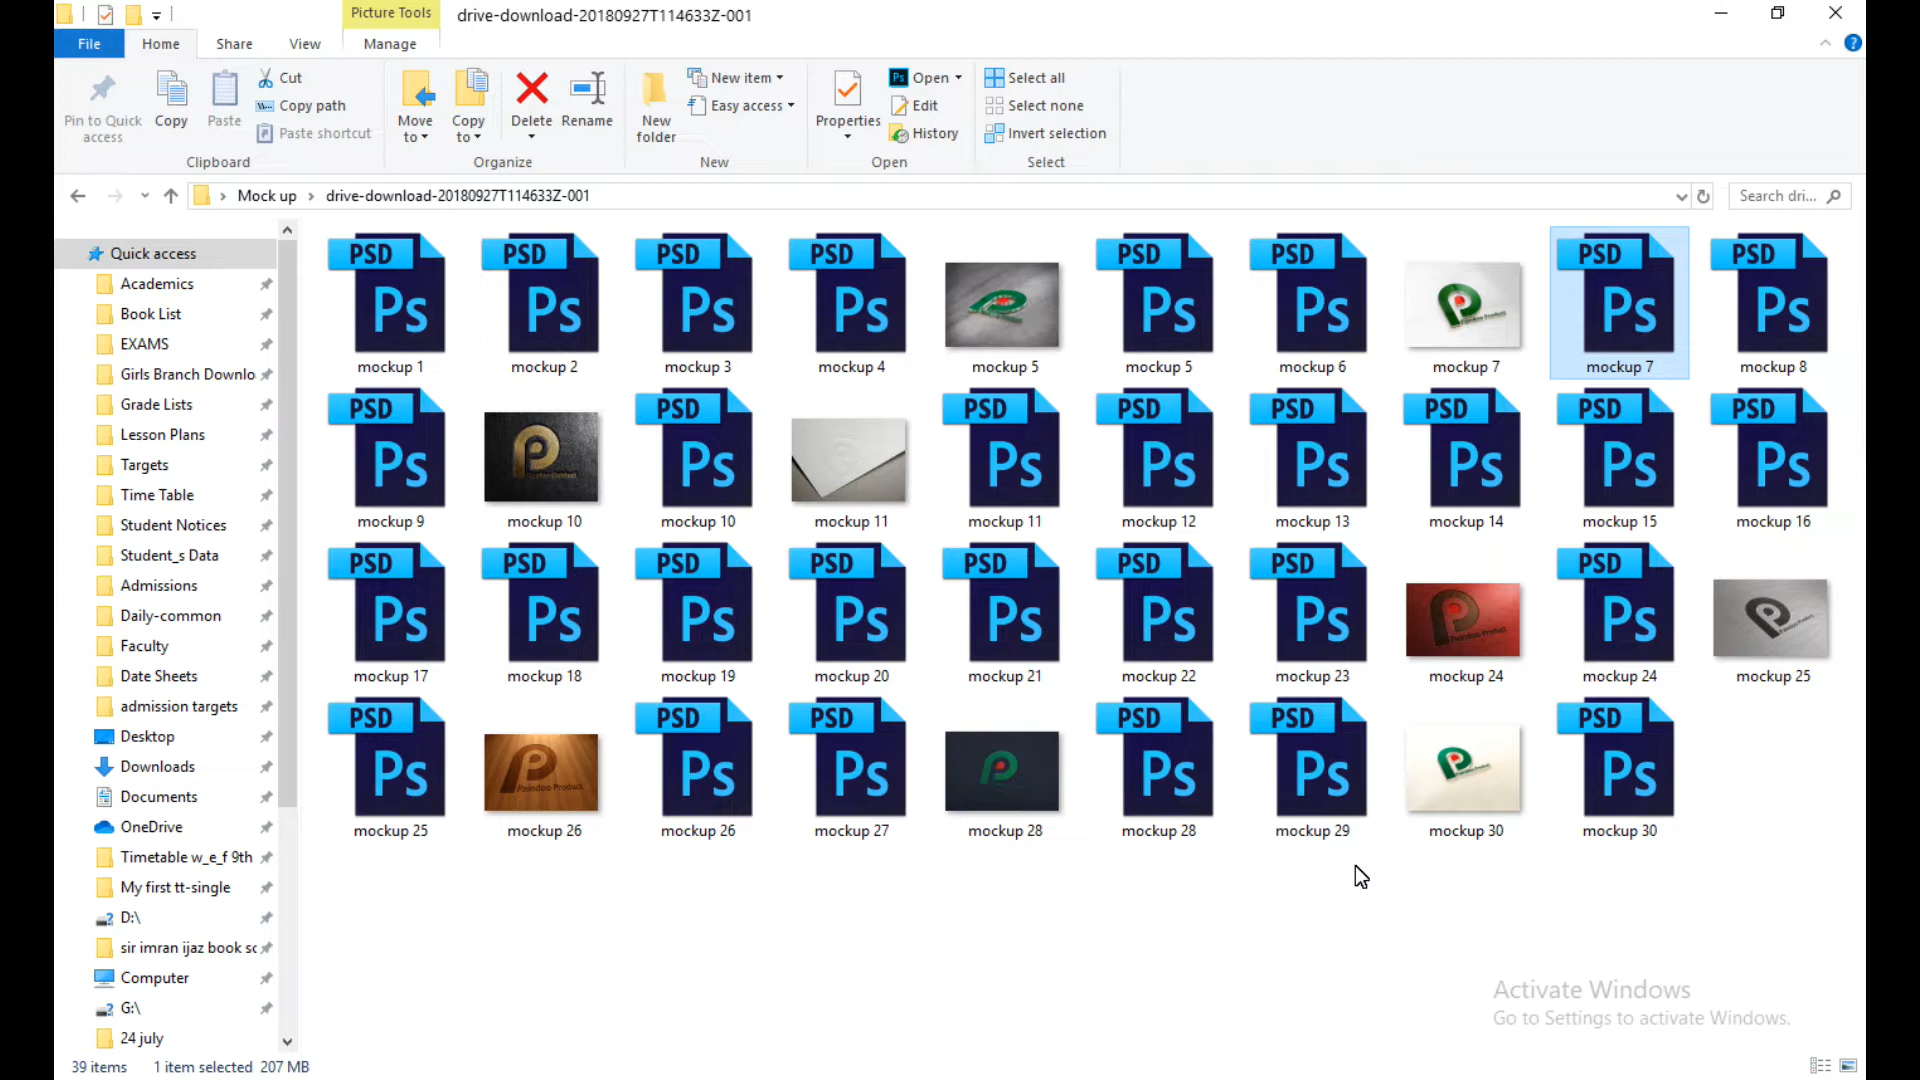 Picture Tools
drive-download-20180927T114633Z-001
File
Home
Share
View
Manage
Pin to Quick access
Copy
Paste
Cut
Copy path
Paste shortcut
Clipboard
Move to
Copy to
Delete
Rename
Organize
New folder
New item
Easy access
New
Properties
Open
Edit
History
Open
Select all
Select none
Invert selection
Select
Mock up
drive-download-20180927T114633Z-001
Search dri...
Quick access
Academics
Book List
EXAMS
Girls Branch Downlo
Grade Lists
Lesson Plans
Targets
Time Table
Student Notices
Student_s Data
Admissions
Daily-common
Faculty
Date Sheets
admission targets
Desktop
Downloads
Documents
OneDrive
Timetable w_e_f 9th
My first tt-single
D:\
sir imran ijaz book sc
Computer
G:\
24 july
PSD Ps PSD Ps PSD Ps PSD Ps PSD Ps PSD Ps Paindoo Product PSD Ps PSD Ps
mockup 1 mockup 2 mockup 3 mockup 4 mockup 5 mockup 5 mockup 6 mockup 7 mockup 7 mockup 8
PSD Ps PSD Ps PSD Ps PSD Ps PSD Ps PSD Ps PSD Ps PSD Ps
mockup 9 mockup 10 mockup 10 mockup 11 mockup 11 mockup 12 mockup 13 mockup 14 mockup 15 mockup 16
PSD Ps PSD Ps PSD Ps PSD Ps PSD Ps PSD Ps PSD Ps Paindoo Product PSD Ps Paindoo Product
mockup 17 mockup 18 mockup 19 mockup 20 mockup 21 mockup 22 mockup 23 mockup 24 mockup 24 mockup 25
PSD Ps Paindoo Product PSD Ps PSD Ps PSD Ps PSD Ps PSD Ps
mockup 25 mockup 26 mockup 26 mockup 27 mockup 28 mockup 28 mockup 29 mockup 30 mockup 30
Activate Windows
Go to Settings to activate Windows.
39 items 1 item selected 207 MB